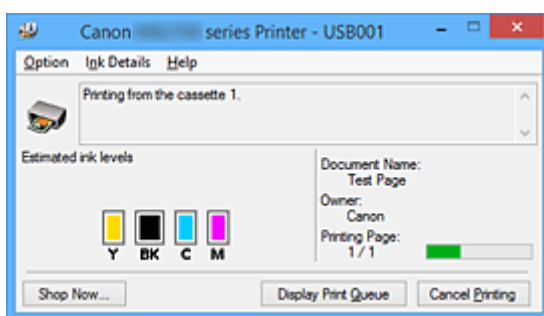 Canon series Printer - USB001
Option Ink Details Help
Printing from the cassette 1.
Estimated ink levels
Y BK C M
Document Name:
Test Page
Owner:
Canon
Printing Page:
1 / 1
Shop Now... Display Print Queue Cancel Printing